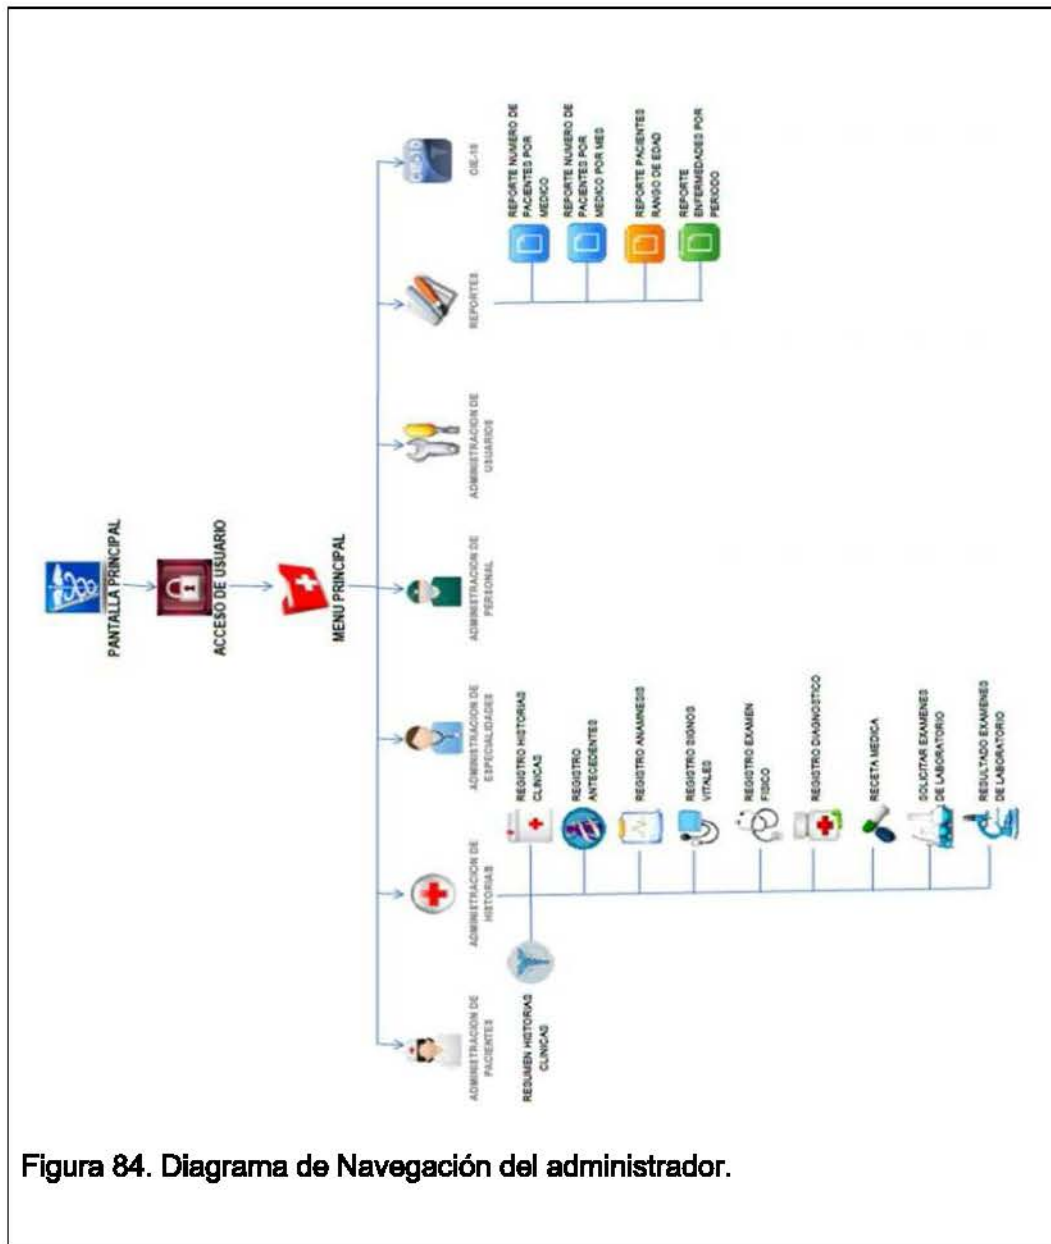 PANTALLA PRINCIPAL
ACCESO DE USUARIO
MENU PRINCIPAL
ADMINISTRACION DE
PACIENTES
ADMINISTRACION DE
HISTORIAS
ADMINISTRACION DE
ESPECIALIDADES
ADMINISTRACION DE
PERSONAL
ADMINISTRACION DE
USUARIOS
REPORTES
CIE-10
CIE-10
RESUMEN HISTORIAS
CLINICAS
REGISTRO HISTORIAS
CLINICAS
REGISTRO
ANTECEDENTES
REGISTRO ANAMNESIS
REGISTRO SIGNOS
VITALES
REGISTRO EXAMEN
FISICO
REGISTRO DIAGNOSTICO
RECETA MEDICA
SOLICITAR EXAMENES
DE LABORATORIO
RESULTADO EXAMENES
DE LABORATORIO
REPORTE NUMERO DE
PACIENTES POR
MEDICO
REPORTE NUMERO DE
PACIENTES POR
MEDICO POR MES
REPORTE PACIENTES
RANGO DE EDAD
REPORTE
ENFERMEDADES POR
PERIODO
Figura 84. Diagrama de Navegación del administrador.